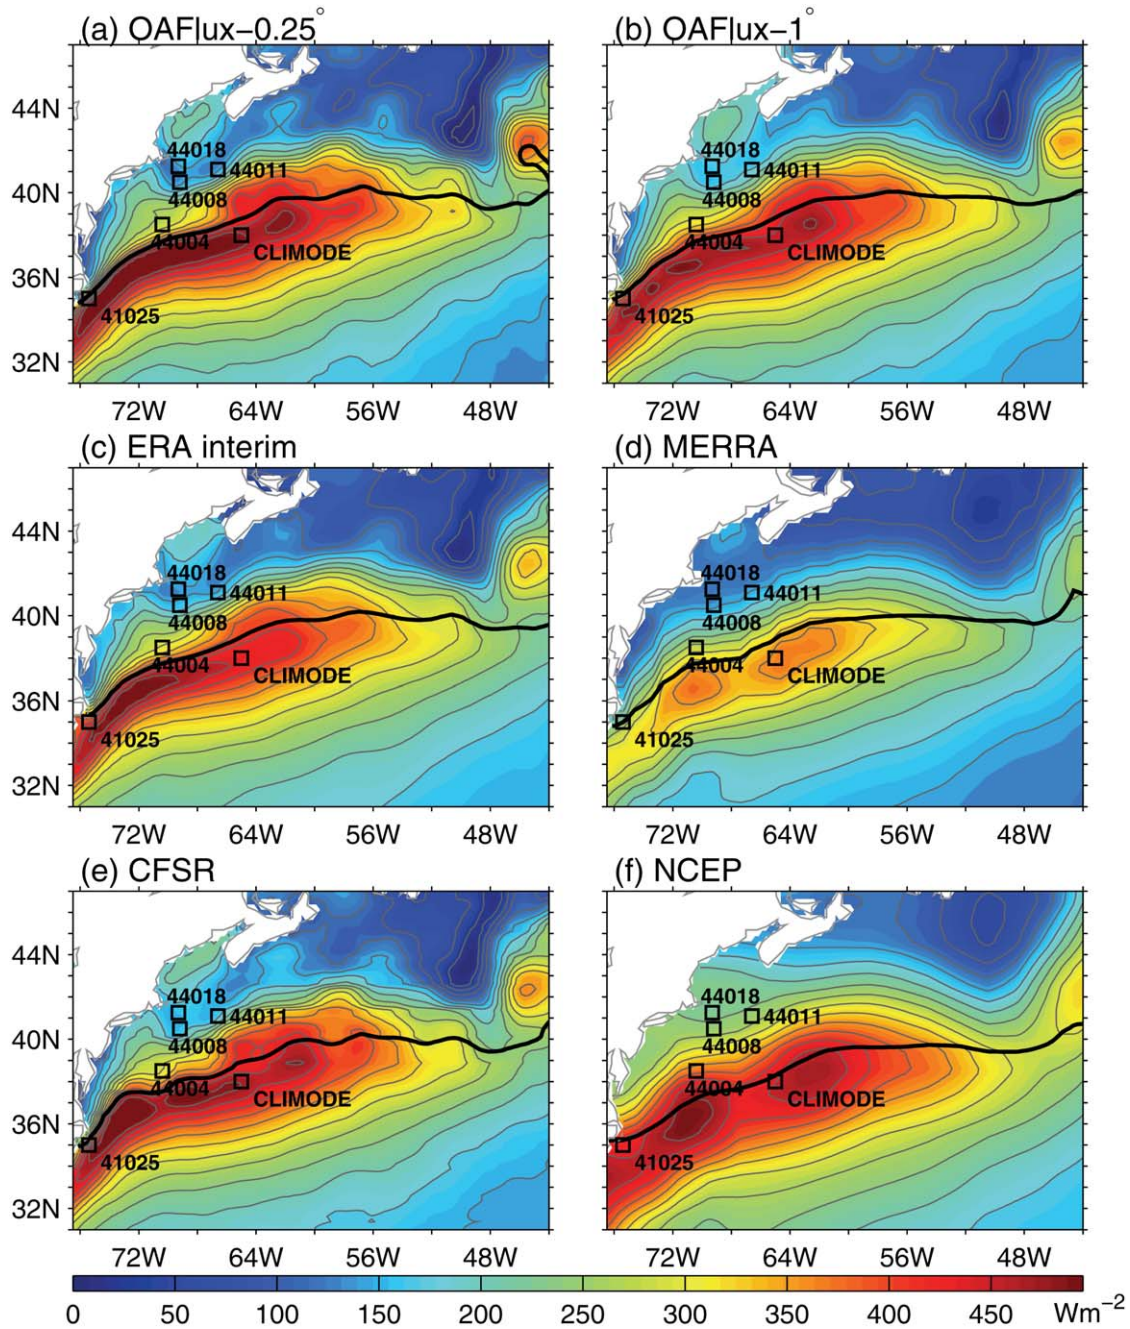 (a) OAFlux−0.25°
(b) OAFlux−1°
44N
40N
36N
32N
44018
44011
44008
44004
CLIMODE
41025
44018
44011
44008
44004
CLIMODE
41025
72W 64W 56W 48W
72W 64W 56W 48W
(c) ERA interim
(d) MERRA
44N
40N
36N
32N
44018
44011
44008
44004
CLIMODE
41025
44018
44011
44008
44004
CLIMODE
41025
72W 64W 56W 48W
72W 64W 56W 48W
(e) CFSR
(f) NCEP
44N
40N
36N
32N
44018
44011
44008
44004
CLIMODE
41025
44018
44011
44008
44004
CLIMODE
41025
72W 64W 56W 48W
72W 64W 56W 48W
0 50 100 150 200 250 300 350 400 450 Wm−2